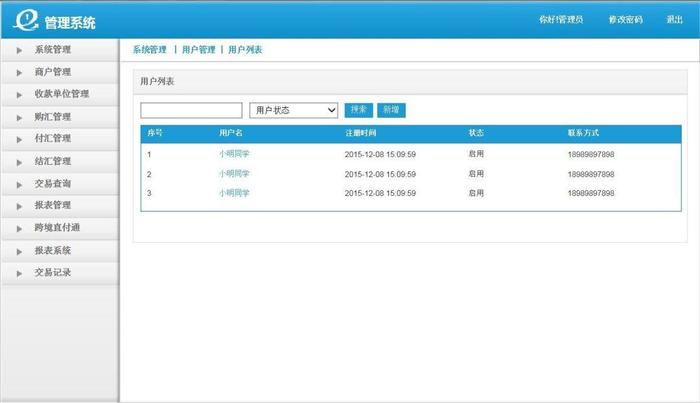 管理系统
你好!管理员 修改密码 退出
系统管理
商户管理
收款单位管理
购汇管理
付汇管理
结汇管理
交易查询
报表管理
跨境直付通
报表系统
交易记录
系统管理 | 用户管理 | 用户列表
用户列表
用户状态 搜索 新增
序号 用户名 注册时间 状态 联系方式
1 小明同学 2015-12-08 15:09:59 启用 18989897898
2 小明同学 2015-12-08 15:09:59 启用 18989897898
3 小明同学 2015-12-08 15:09:59 启用 18989897898